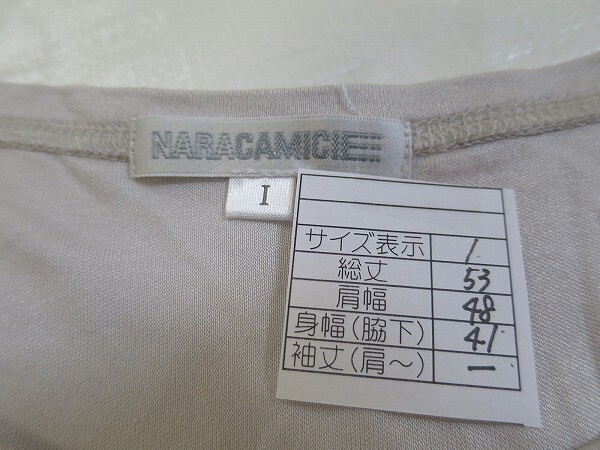 NARACAMICIE
I
サイズ表示 1
総丈 53
肩幅 48
身幅(脇下) 41
袖丈(肩〜) ー